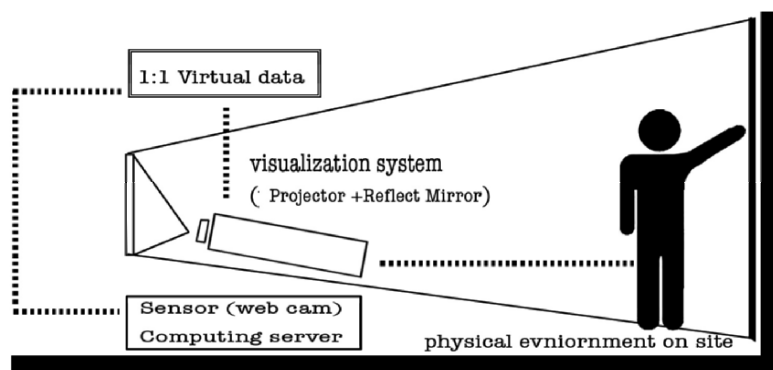 1:1 Virtual data
visualization system
( Projector +Reflect Mirror)
Sensor (web cam)
Computing server
physical evniornment on site